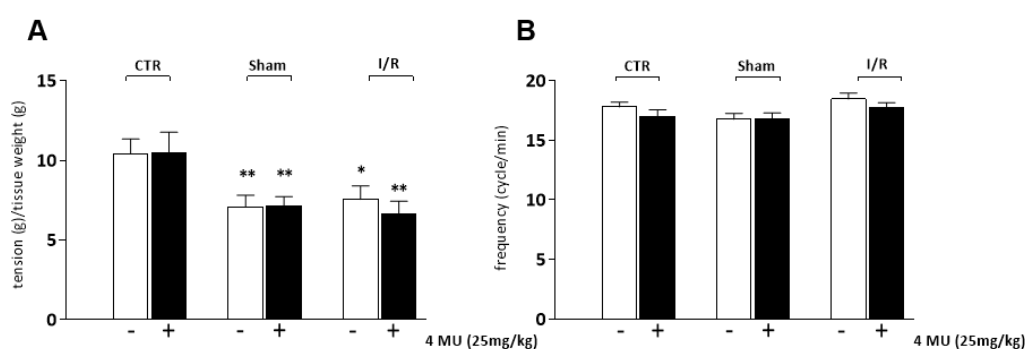 A
CTR Sham I/R
tension (g)/tissue weight (g)
15
10
5
0
** ** * **
- + - + - +
4 MU (25mg/kg)
B
CTR Sham I/R
frequency (cycle/min)
20
15
10
5
0
- + - + - +
4 MU (25mg/kg)